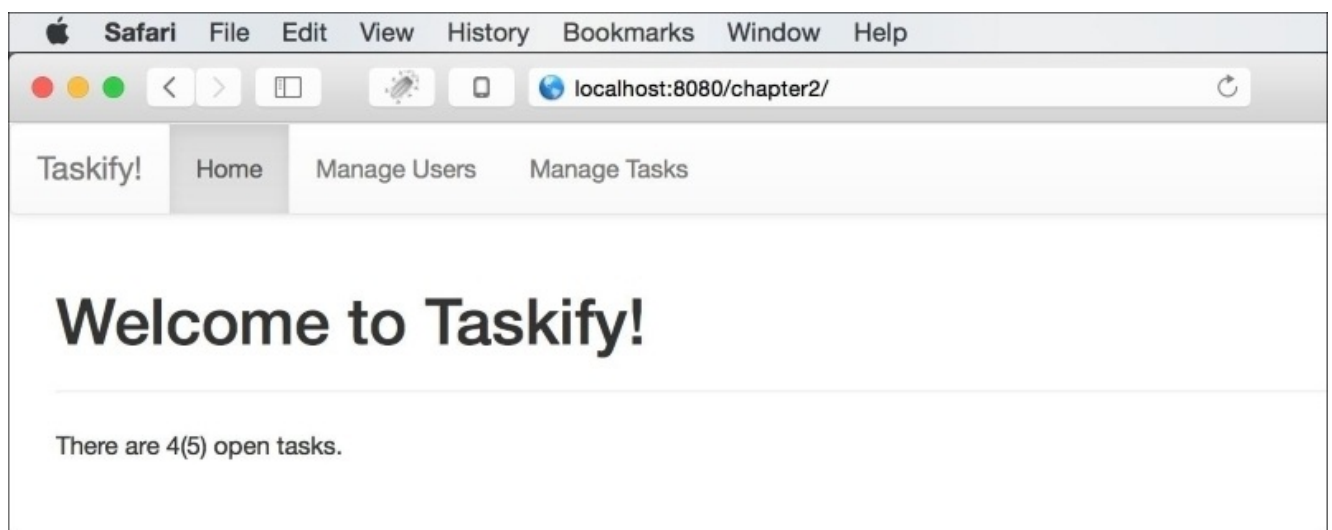 Safari File Edit View History Bookmarks Window Help
localhost:8080/chapter2/
Taskify! Home Manage Users Manage Tasks
Welcome to Taskify!
There are 4(5) open tasks.